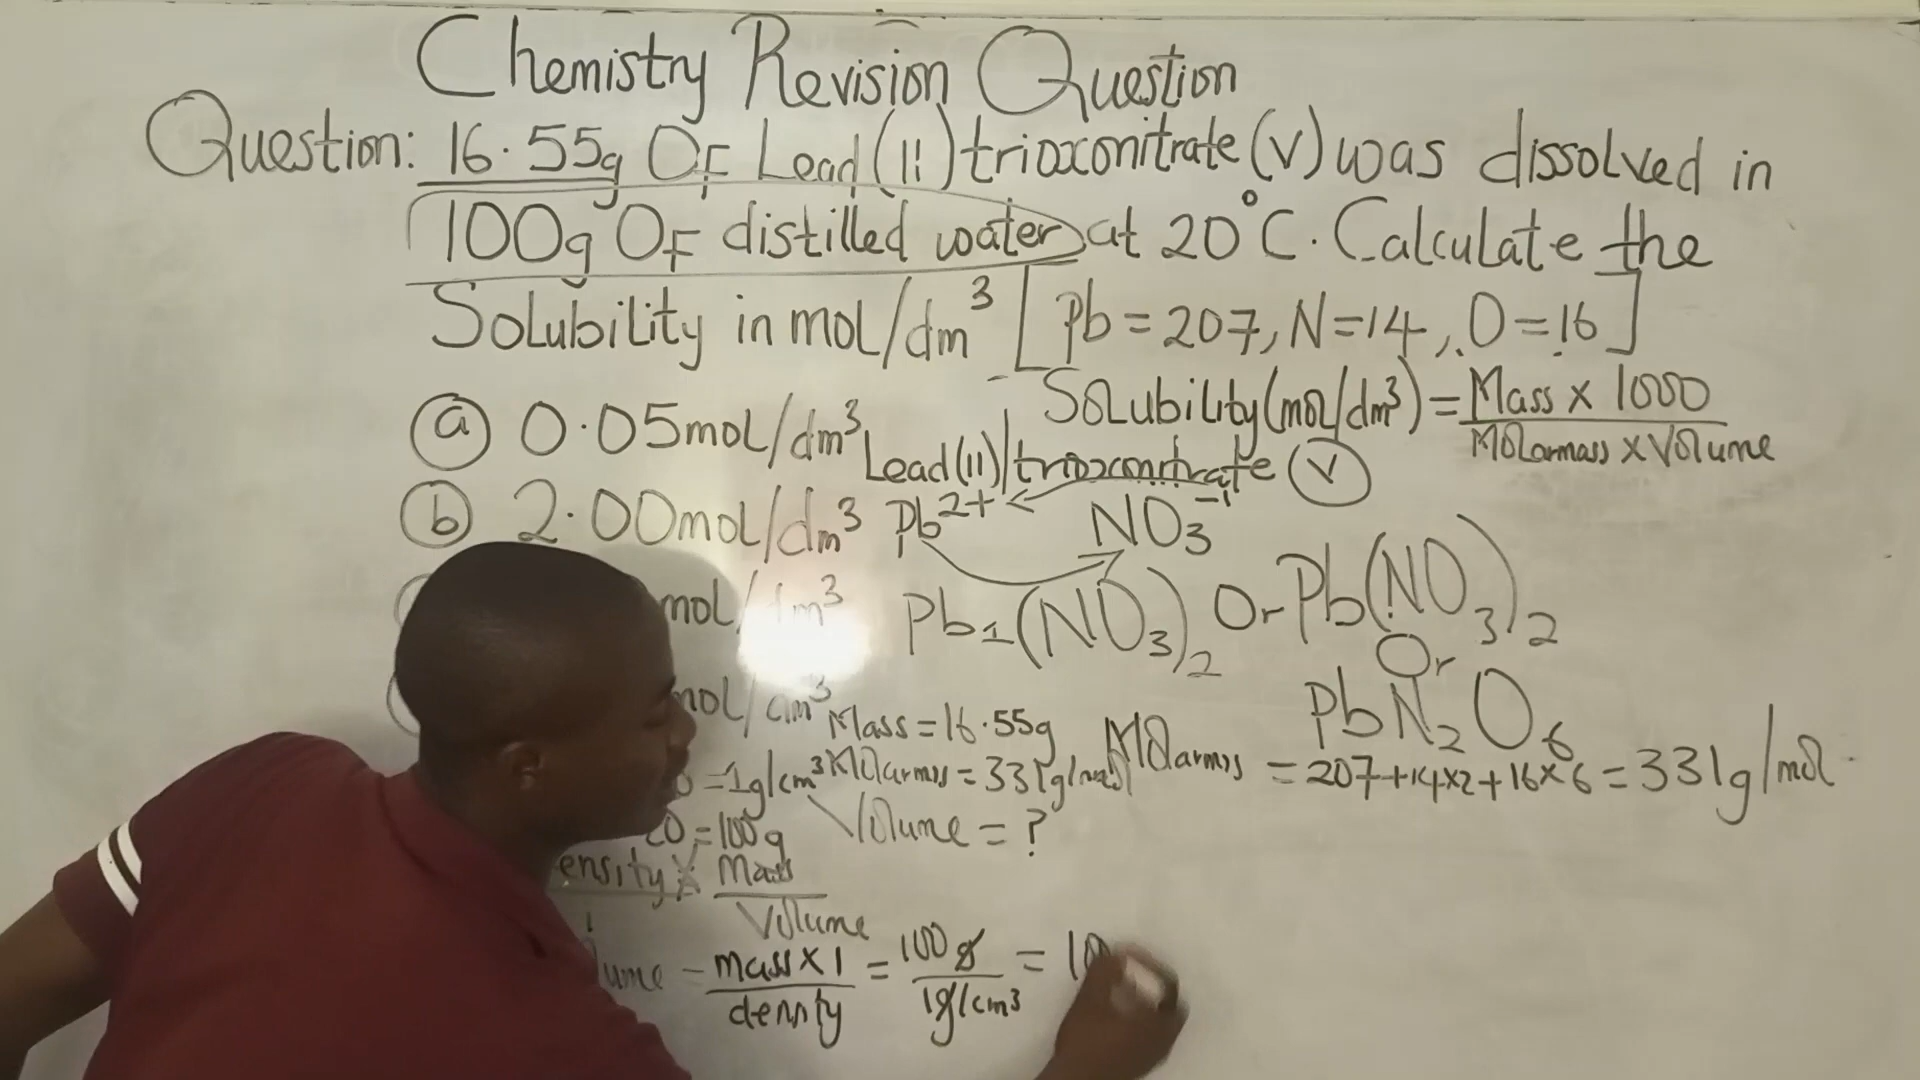 Chemistry Revision Question
Question: 16.55g Of Lead(II)trioxonitrate(V) was dissolved in
100g Of distilled water at 20°C. Calculate the
Solubility in mol/dm³ [Pb=207, N=14, O=16]
Solubility(mol/dm³) = Mass x 1000
Molarmass x Volume
(a) 0.05mol/dm³
Lead(II)/trioxonitrate (V)
(b) 2.00mol/dm³
Pb²⁺ NO₃⁻¹
mol/dm³
Pb₁(NO₃)₂ Or Pb(NO₃)₂
Or
PbN₂O₆
mol/dm³
Mass = 16.55g
Molarmass = 207+14x2+16x6 = 331g/mol
=1g/cm³ Molarmass = 331g/mol
=100g Volume = ?
ensity Mass
Volume
ume = mass x 1 = 100g =
density 1g/cm³